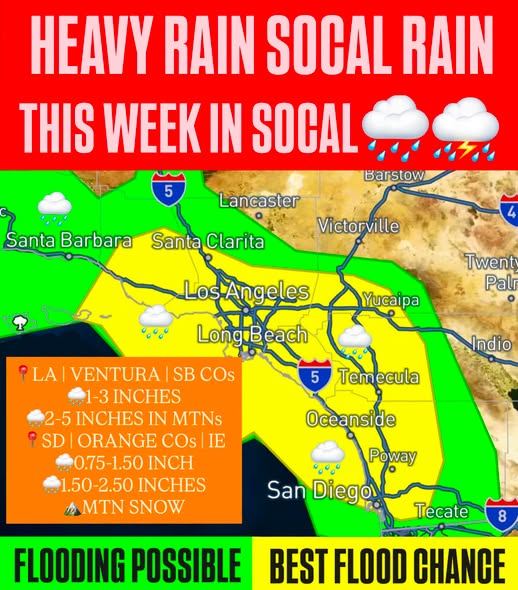 HEAVY RAIN SOCAL RAIN
THIS WEEK IN SOCAL
Barstow
5
Lancaster
4
Victorville
Santa Barbara
Santa Clarita
Los Angeles
Yucaipa
Long Beach
Indio
5
Temecula
Oceanside
Poway
San Diego
Tecate
8
📍LA | VENTURA | SB COs
🌧️1-3 INCHES
🌧️2-5 INCHES IN MTNs
📍SD | ORANGE COs | IE
🌧️0.75-1.50 INCH
🌧️1.50-2.50 INCHES
🏔️MTN SNOW
FLOODING POSSIBLE
BEST FLOOD CHANCE